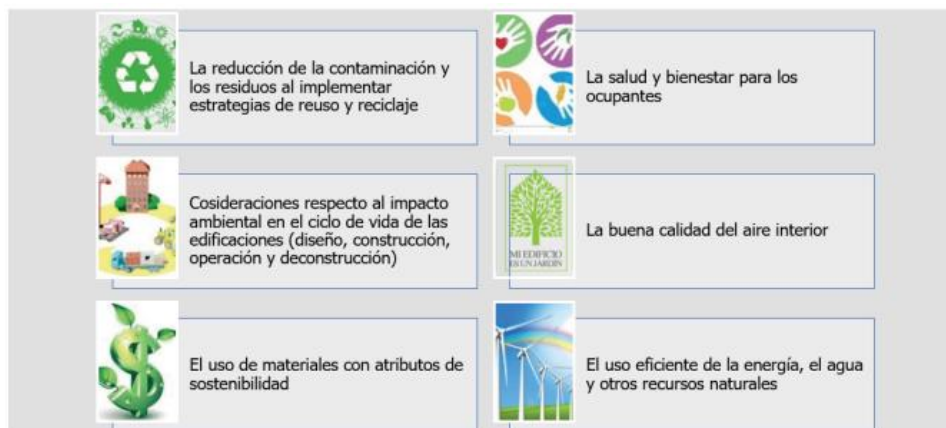 La reducción de la contaminación y
los residuos al implementar
estrategias de reuso y reciclaje
La salud y bienestar para los
ocupantes
Cosideraciones respecto al impacto
ambiental en el ciclo de vida de las
edificaciones (diseño, construcción,
operación y deconstrucción)
MI EDIFICIO
ES UN JARDÍN
La buena calidad del aire interior
El uso de materiales con atributos de
sostenibilidad
El uso eficiente de la energía, el agua
y otros recursos naturales